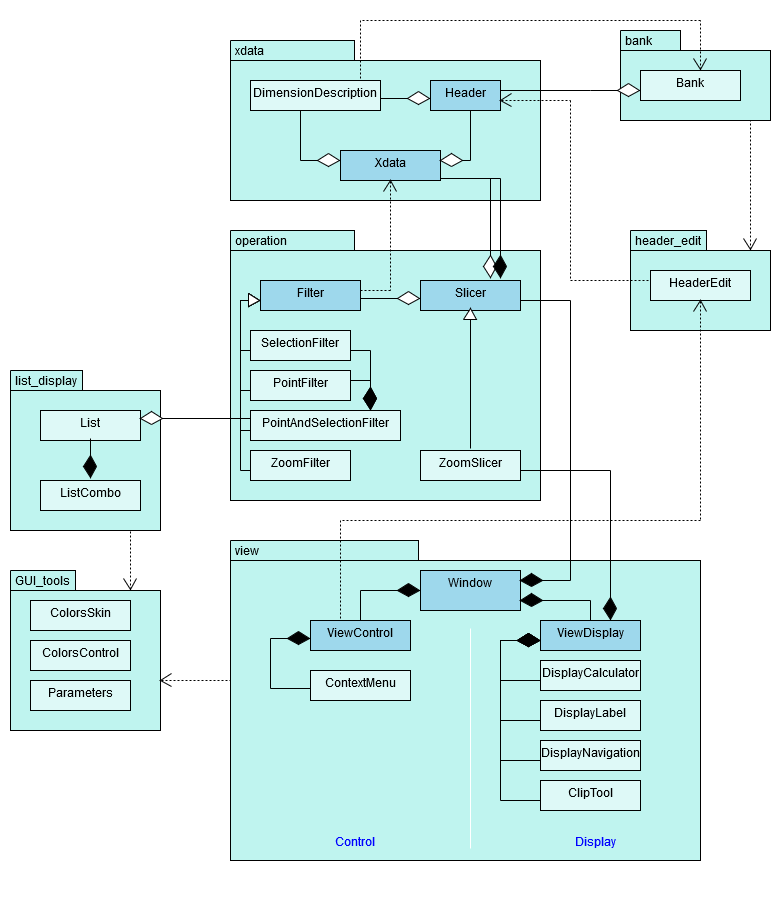 xdata
bank
DimensionDescription
Header
Bank
Xdata
operation
header_edit
Filter
Slicer
HeaderEdit
SelectionFilter
list_display
PointFilter
List
PointAndSelectionFilter
ZoomFilter
ZoomSlicer
ListCombo
view
GUI_tools
Window
ColorsSkin
ViewControl
ViewDisplay
ColorsControl
DisplayCalculator
ContextMenu
Parameters
DisplayLabel
DisplayNavigation
ClipTool
Control
Display